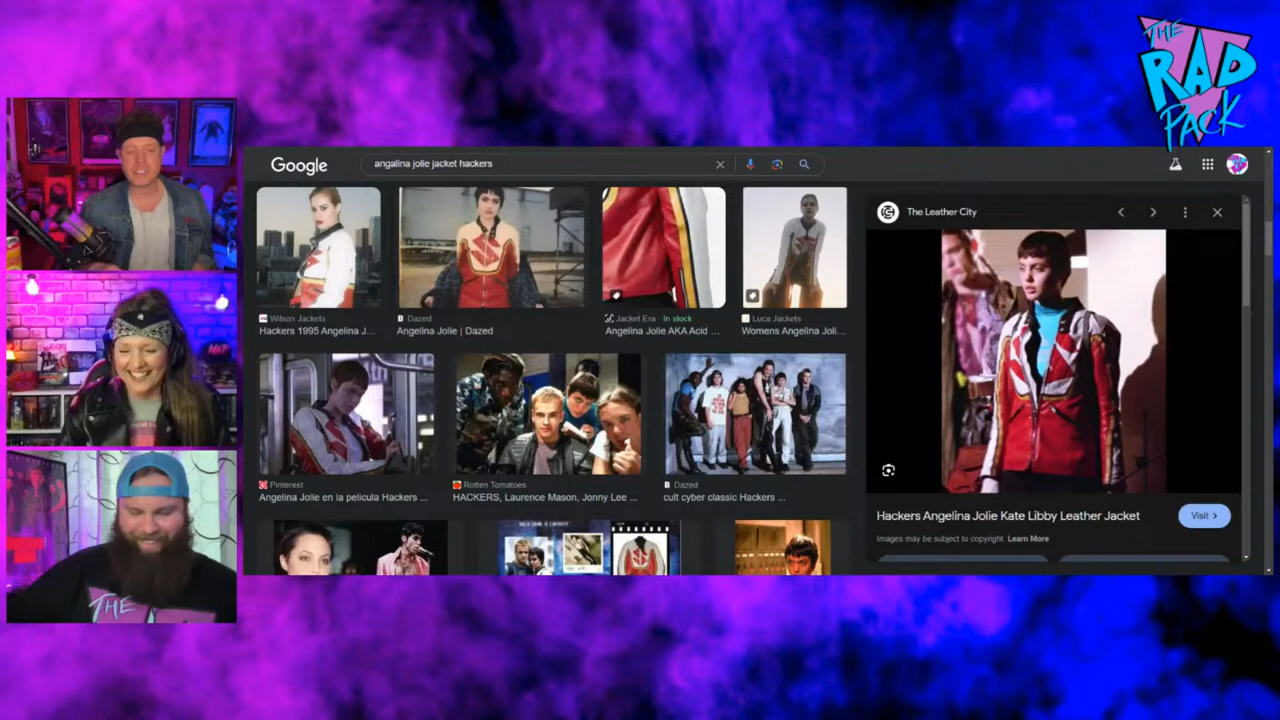 THE
RAD
PACK
Google
angalina jolie jacket hackers
The Leather City
Wilson Jackets
Hackers 1995 Angelina J...
Dazed
Angelina Jolie | Dazed
Jacket Era · In stock
Angelina Jolie AKA Acid ...
Luca Jackets
Womens Angelina Joli...
Pinterest
Angelina Jolie en la película Hackers ...
Rotten Tomatoes
HACKERS, Laurence Mason, Jonny Lee ...
Dazed
cult cyber classic Hackers ...
Hackers Angelina Jolie Kate Libby Leather Jacket
Visit >
Images may be subject to copyright. Learn More
THE